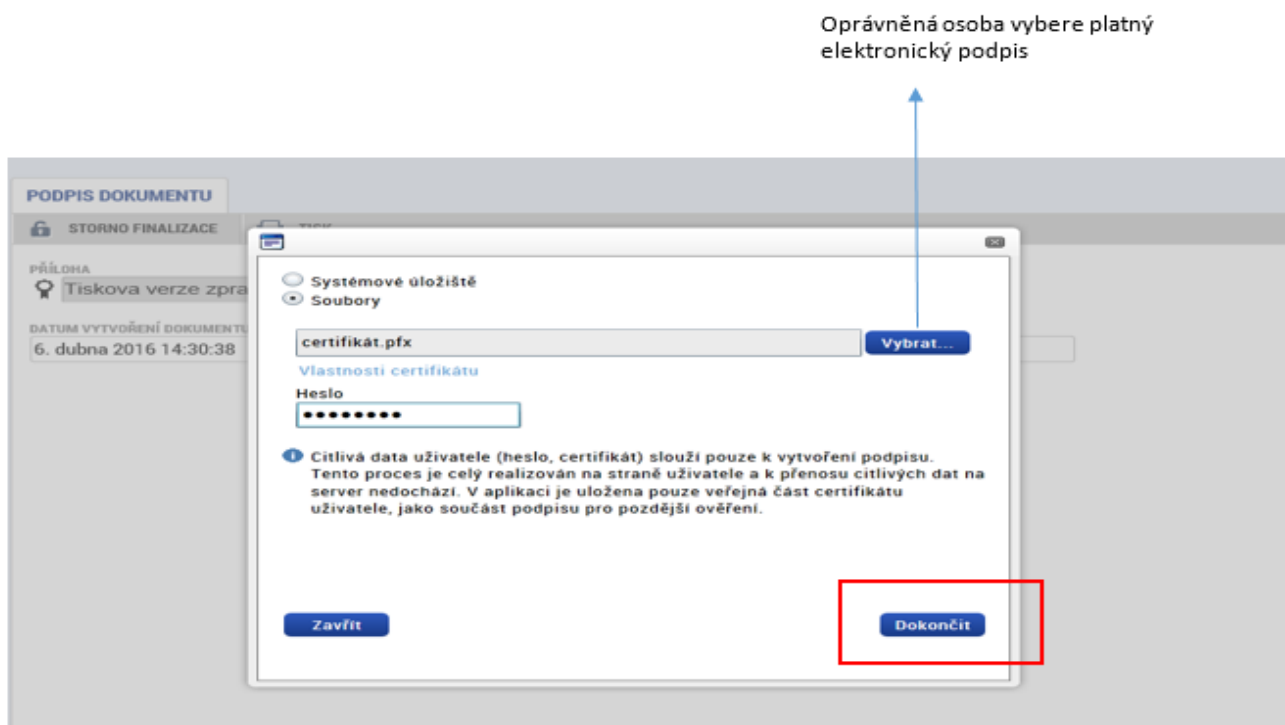 Oprávněná osoba vybere platný
elektronický podpis
PODPIS DOKUMENTU
STORNO FINALIZACE
TISK
PŘÍLOHA
Tiskova verze zpra
DATUM VYTVOŘENÍ DOKUMENTU
6. dubna 2016 14:30:38
Systémové úložiště
Soubory
certifikát.pfx
Vybrat...
Vlastnosti certifikátu
Heslo
••••••••
Citlivá data uživatele (heslo, certifikát) slouží pouze k vytvoření podpisu.
Tento proces je celý realizován na straně uživatele a k přenosu citlivých dat na
server nedochází. V aplikaci je uložena pouze veřejná část certifikátu
uživatele, jako součást podpisu pro pozdější ověření.
Zavřít
Dokončit